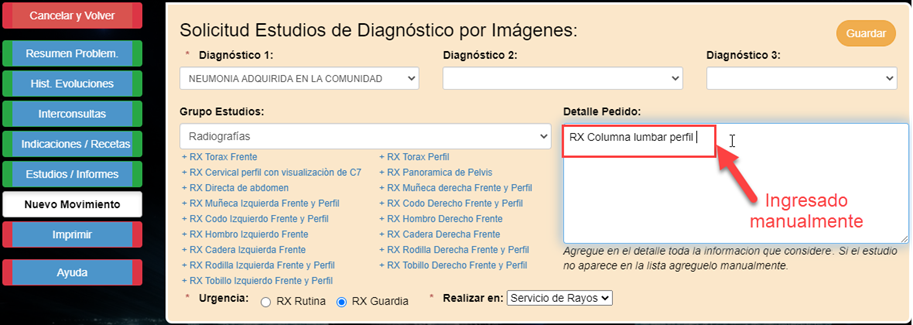 Cancelar y Volver
Resumen Problem.
Hist. Evoluciones
Interconsultas
Indicaciones / Recetas
Estudios / Informes
Nuevo Movimiento
Imprimir
Ayuda
Solicitud Estudios de Diagnóstico por Imágenes:
Guardar
* Diagnóstico 1:
Diagnóstico 2:
Diagnóstico 3:
NEUMONIA ADQUIRIDA EN LA COMUNIDAD
Grupo Estudios:
Detalle Pedido:
Radiografías
RX Columna lumbar perfil
Ingresado
manualmente
+ RX Torax Frente
+ RX Torax Perfil
+ RX Cervical perfil con visualización de C7
+ RX Panoramica de Pelvis
+ RX Directa de abdomen
+ RX Muñeca derecha Frente y Perfil
+ RX Muñeca Izquierda Frente y Perfil
+ RX Codo Derecho Frente y Perfil
+ RX Codo Izquierdo Frente y Perfil
+ RX Hombro Derecho Frente
+ RX Hombro Izquierdo Frente
+ RX Cadera Derecha Frente
+ RX Cadera Izquierda Frente
+ RX Rodilla Derecha Frente y Perfil
+ RX Rodilla Izquierda Frente y Perfil
+ RX Tobillo Derecho Frente y Perfil
+ RX Tobillo Izquierdo Frente y Perfil
Agregue en el detalle toda la informacion que considere. Si el estudio
no aparece en la lista agreguelo manualmente.
* Urgencia:
RX Rutina
RX Guardia
* Realizar en:
Servicio de Rayos